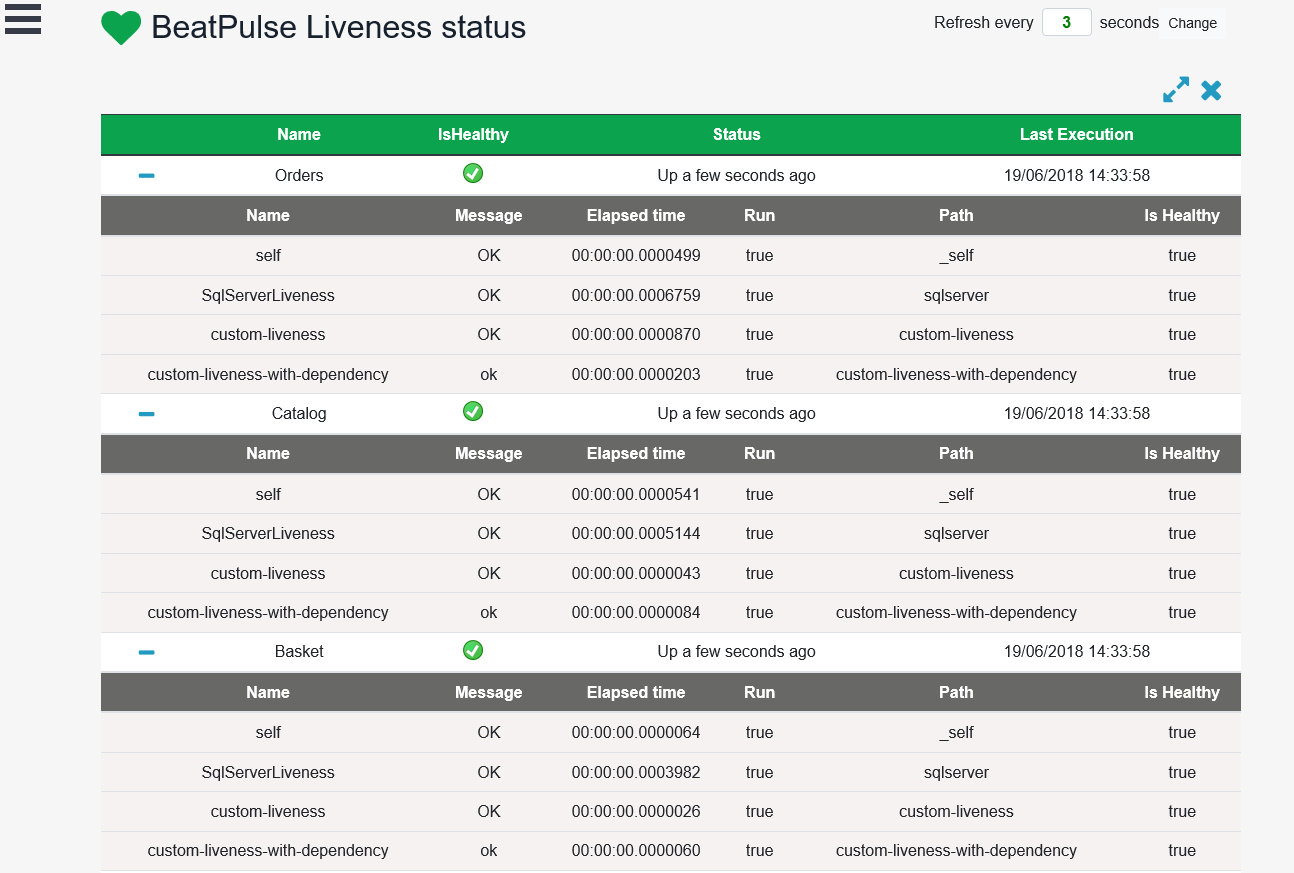 BeatPulse Liveness status
Refresh every 3 seconds Change
Name IsHealthy Status Last Execution
Orders Up a few seconds ago 19/06/2018 14:33:58
Name Message Elapsed time Run Path Is Healthy
self OK 00:00:00.0000499 true _self true
SqlServerLiveness OK 00:00:00.0006759 true sqlserver true
custom-liveness OK 00:00:00.0000870 true custom-liveness true
custom-liveness-with-dependency ok 00:00:00.0000203 true custom-liveness-with-dependency true
Catalog Up a few seconds ago 19/06/2018 14:33:58
Name Message Elapsed time Run Path Is Healthy
self OK 00:00:00.0000541 true _self true
SqlServerLiveness OK 00:00:00.0005144 true sqlserver true
custom-liveness OK 00:00:00.0000043 true custom-liveness true
custom-liveness-with-dependency ok 00:00:00.0000084 true custom-liveness-with-dependency true
Basket Up a few seconds ago 19/06/2018 14:33:58
Name Message Elapsed time Run Path Is Healthy
self OK 00:00:00.0000064 true _self true
SqlServerLiveness OK 00:00:00.0003982 true sqlserver true
custom-liveness OK 00:00:00.0000026 true custom-liveness true
custom-liveness-with-dependency ok 00:00:00.0000060 true custom-liveness-with-dependency true